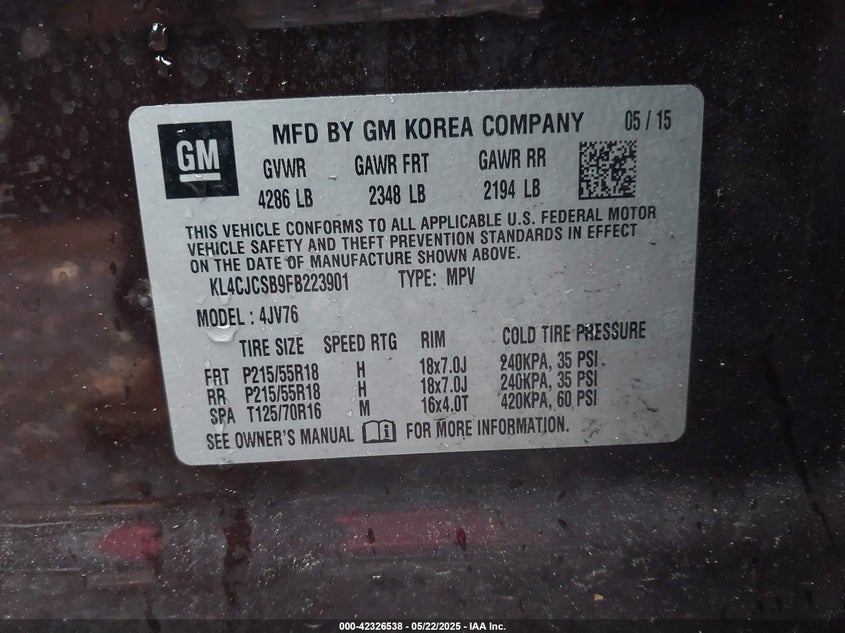 GM
MFD BY GM KOREA COMPANY 05 / 15
GVWR GAWR FRT GAWR RR
4286 LB 2348 LB 2194 LB
THIS VEHICLE CONFORMS TO ALL APPLICABLE U.S. FEDERAL MOTOR
VEHICLE SAFETY AND THEFT PREVENTION STANDARDS IN EFFECT
ON THE DATE OF MANUFACTURE SHOWN ABOVE.
KL4CJCSB9FB223901 TYPE: MPV
MODEL : 4JV76
TIRE SIZE SPEED RTG RIM COLD TIRE PRESSURE
FRT P215/55R18 H 18x7.0J 240KPA, 35 PSI
RR P215/55R18 H 18x7.0J 240KPA, 35 PSI
SPA T125/70R16 M 16x4.0T 420KPA, 60 PSI
SEE OWNER'S MANUAL FOR MORE INFORMATION.
000-42326538 - 05/22/2025 - IAA Inc.